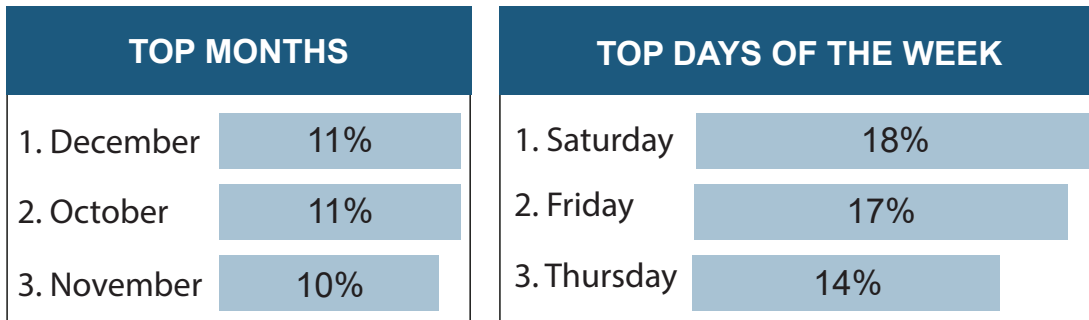 TOP MONTHS
1. December 11%
2. October 11%
3. November 10%
TOP DAYS OF THE WEEK
1. Saturday 18%
2. Friday 17%
3. Thursday 14%